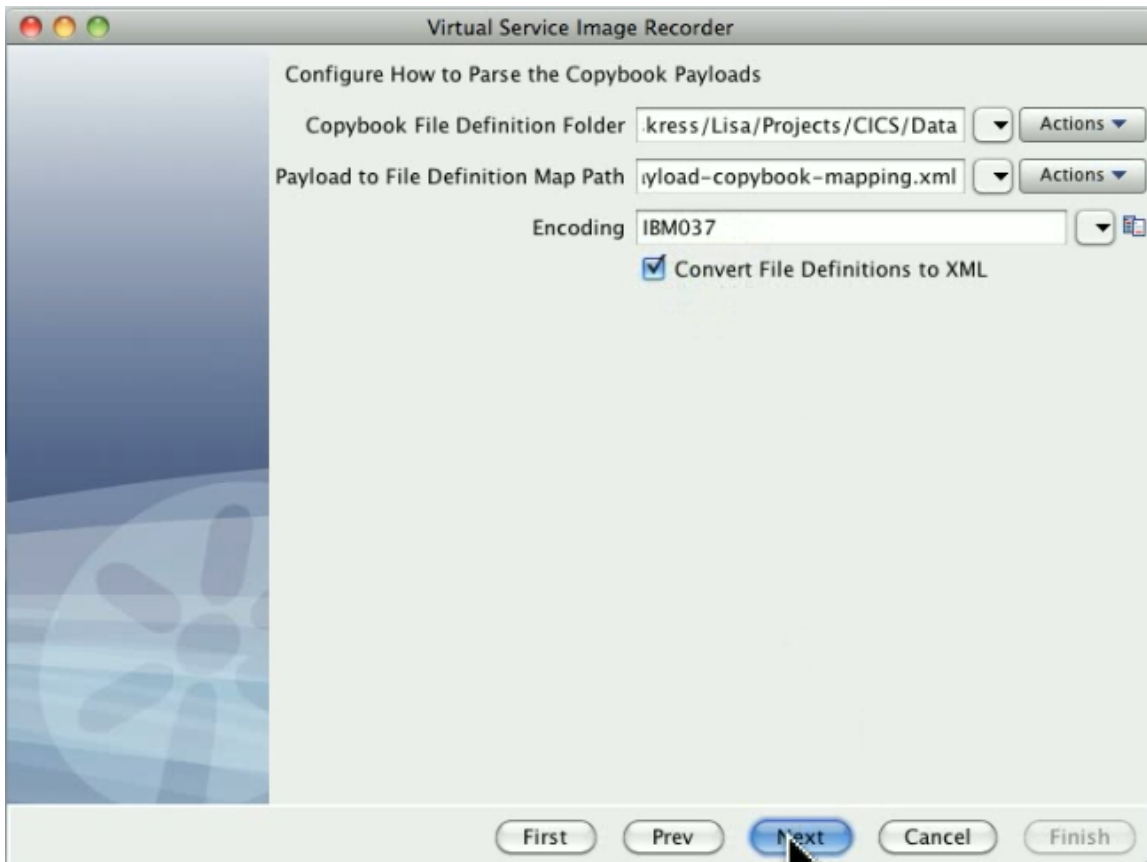 Virtual Service Image Recorder
Configure How to Parse the Copybook Payloads
Copybook File Definition Folder kress/Lisa/Projects/CICS/Data Actions
Payload to File Definition Map Path yload-copybook-mapping.xml Actions
Encoding IBM037
Convert File Definitions to XML
First Prev Next Cancel Finish